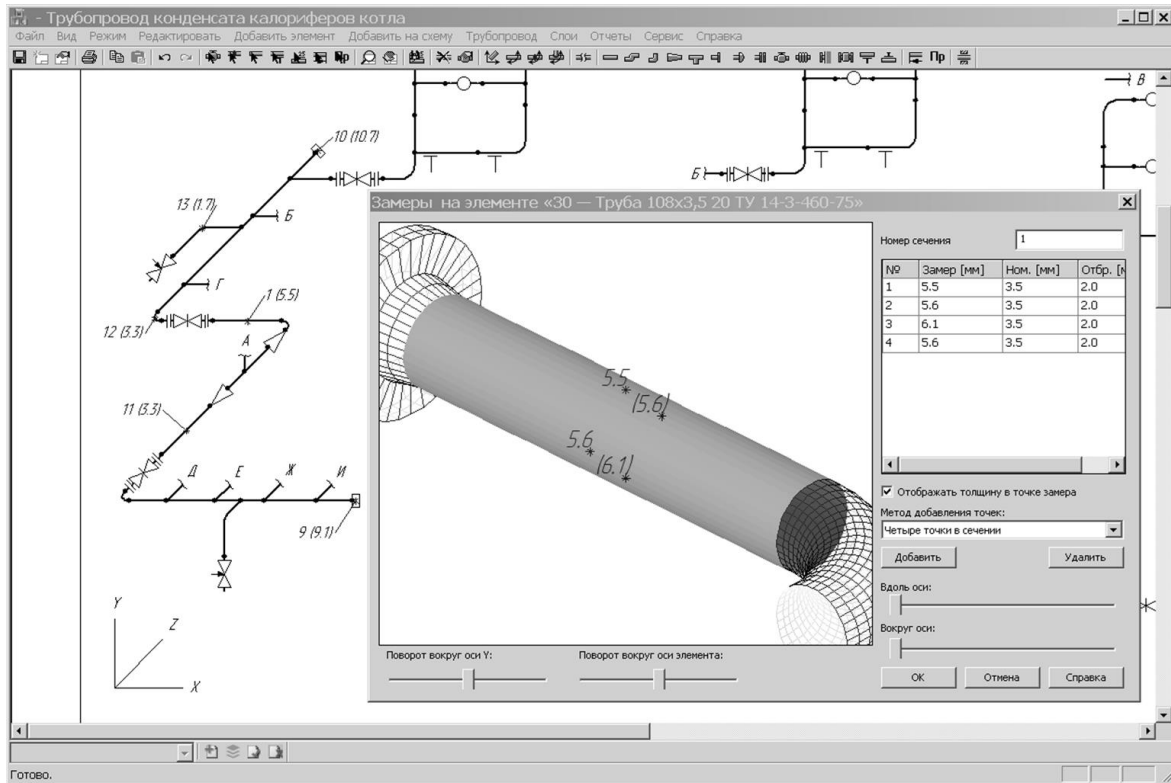 - Трубопровод конденсата калориферов котла
Файл Вид Режим Редактировать Добавить элемент Добавить на схему Трубопровод Слои Отчеты Сервис Справка
Пр
В
10 (10.7)
Б
13 (1.7)
Б
Г
1 (5.5)
12 (3.3)
А
11 (3.3)
Д Е Ж И
9 (9.1)
Y
Z
X
Замеры на элементе «30 — Труба 108x3,5 20 ТУ 14-3-460-75»
5.5
(5.6)
5.6
(6.1)
Номер сечения 1
№ Замер [мм] Ном. [мм] Отбр. [м
1 5.5 3.5 2.0
2 5.6 3.5 2.0
3 6.1 3.5 2.0
4 5.6 3.5 2.0
Отображать толщину в точке замера
Метод добавления точек:
Четыре точки в сечении
Добавить Удалить
Вдоль оси:
Вокруг оси:
Поворот вокруг оси Y: Поворот вокруг оси элемента:
ОК Отмена Справка
Готово.